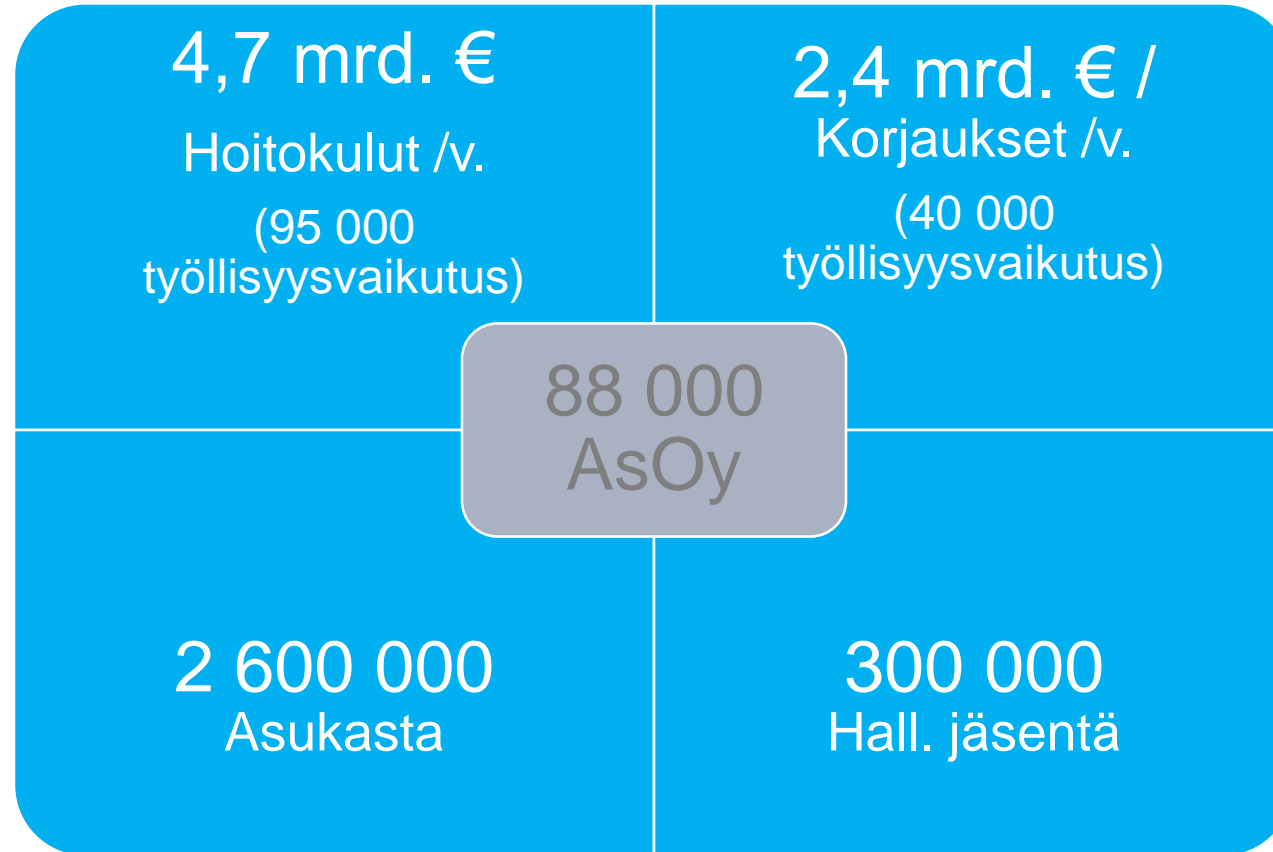 4,7 mrd. €
Hoitokulut /v.
(95 000
työllisyysvaikutus)
2,4 mrd. € /
Korjaukset /v.
(40 000
työllisyysvaikutus)
88 000
AsOy
2 600 000
Asukasta
300 000
Hall. jäsentä